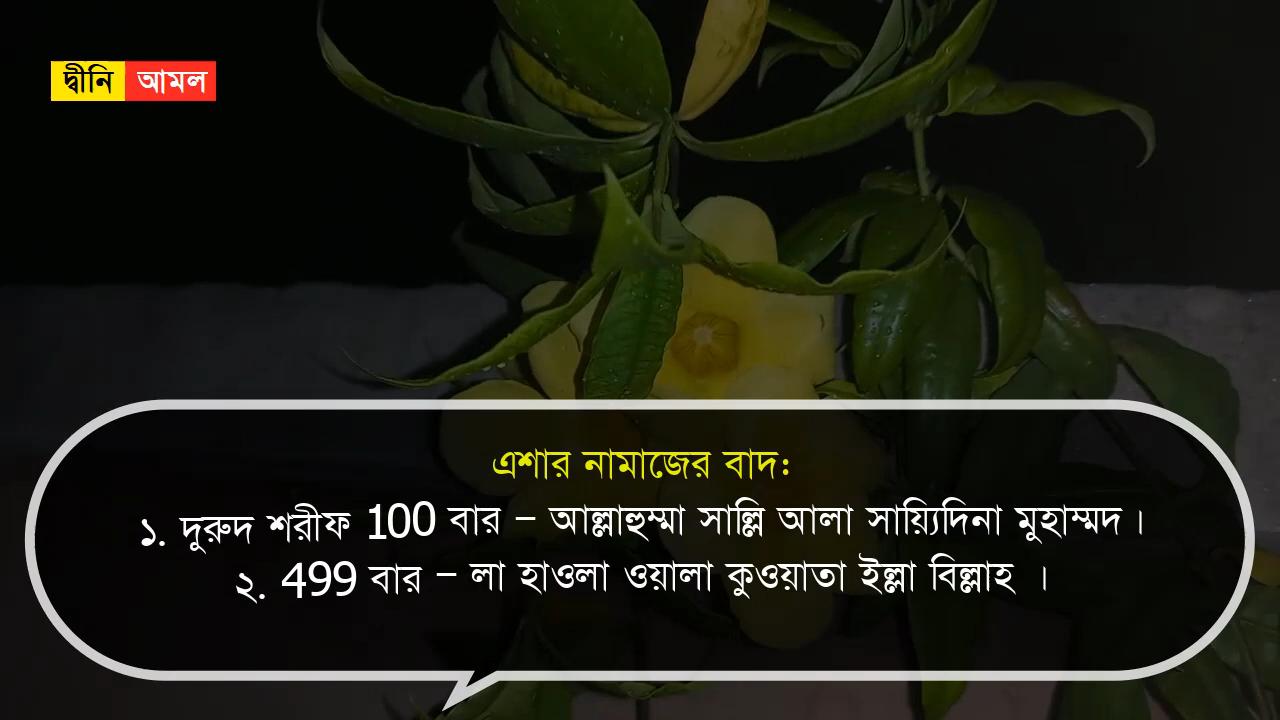 দ্বীনি আমল
এশার নামাজের বাদ:
১. দুরুদ শরীফ 100 বার – আল্লাহুম্মা সাল্লি আলা সায়্যিদিনা মুহাম্মদ।
২. 499 বার – লা হাওলা ওয়ালা কুওয়াতা ইল্লা বিল্লাহ ।